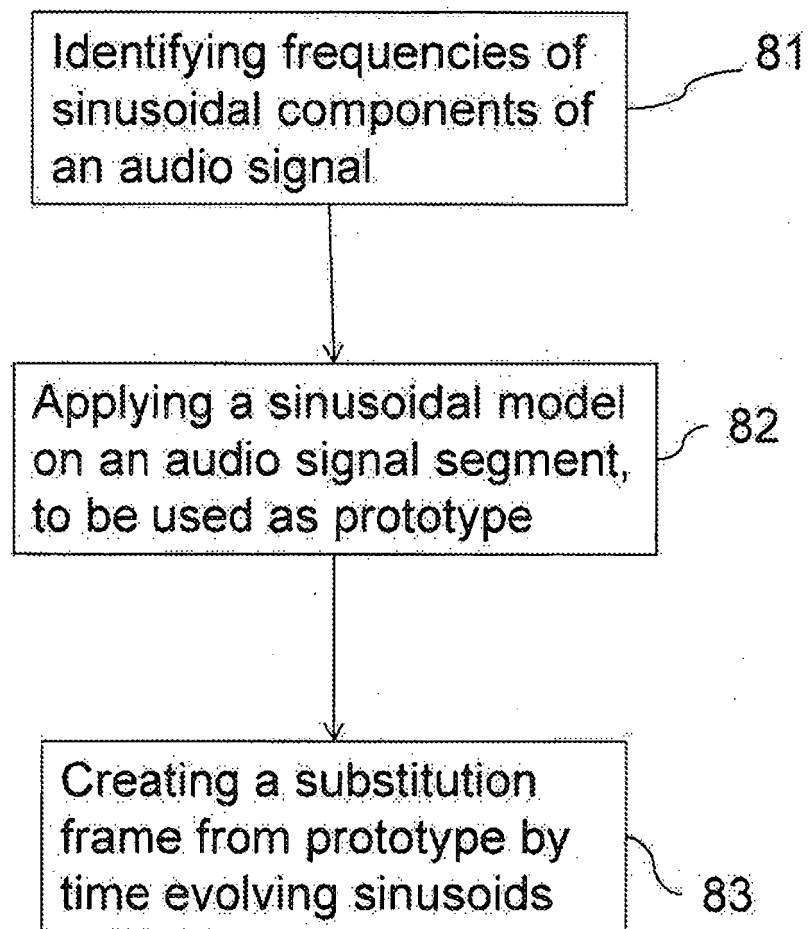 Identifying frequencies of
sinusoidal components of
an audio signal
81
Applying a sinusoidal model
on an audio signal segment,
to be used as prototype
82
Creating a substitution
frame from prototype by
time evolving sinusoids
83